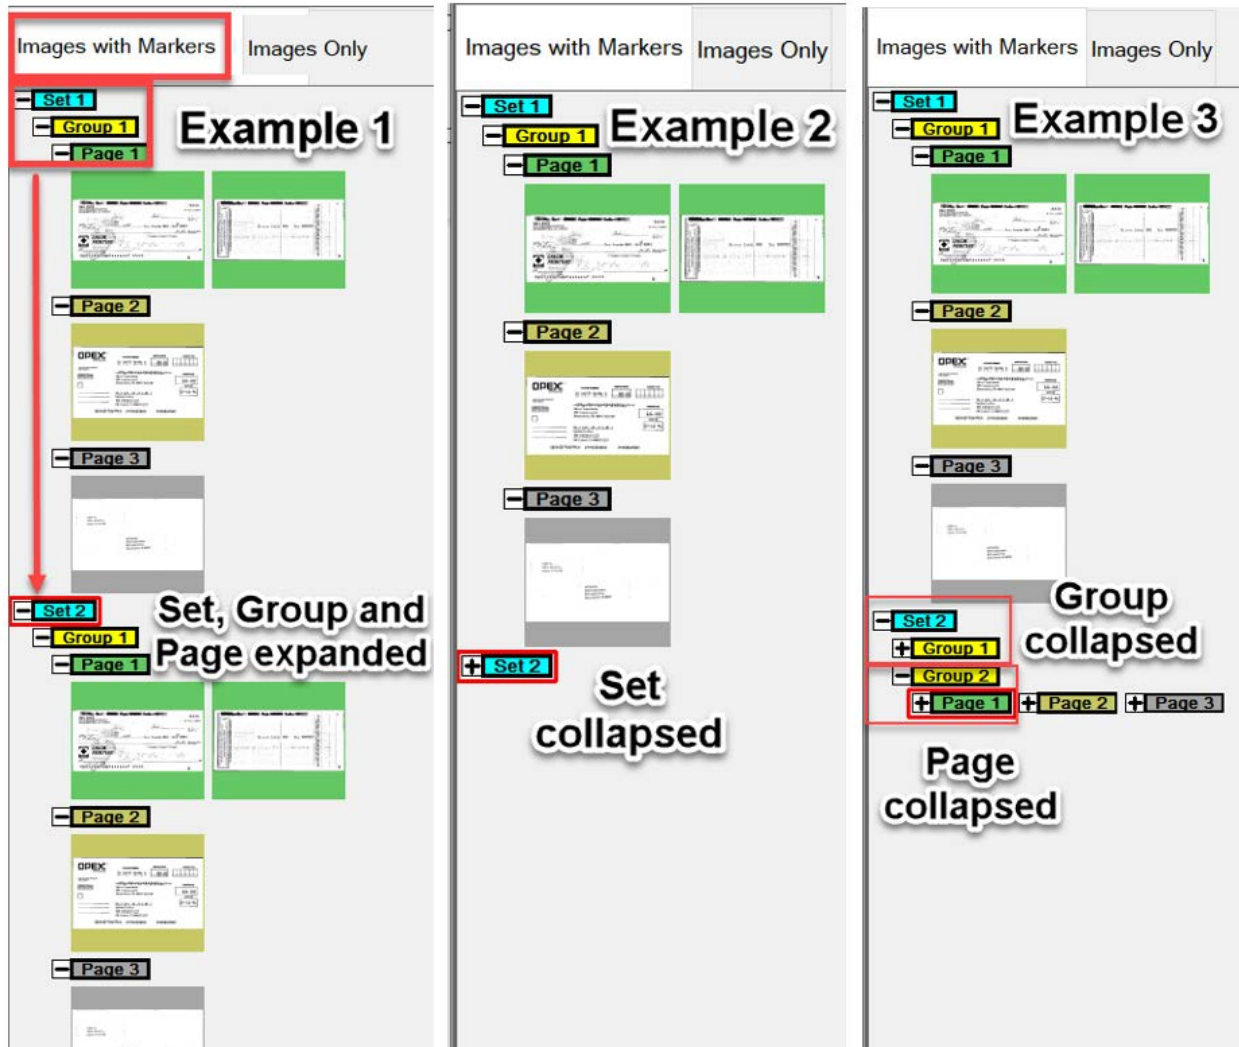 Images with Markers
Images Only
Set 1
Group 1
Page 1
Example 1
Page 2
OPEX
Page 3
Set 2
Set, Group and
Page expanded
Group 1
Page 1
Page 2
OPEX
Page 3
Images with Markers
Images Only
Set 1
Group 1
Page 1
Example 2
Page 2
OPEX
Page 3
Set 2
Set
collapsed
Images with Markers
Images Only
Set 1
Group 1
Page 1
Example 3
Page 2
OPEX
Page 3
Set 2
Group 1
Group
collapsed
Group 2
Page 1
Page 2
Page 3
Page
collapsed